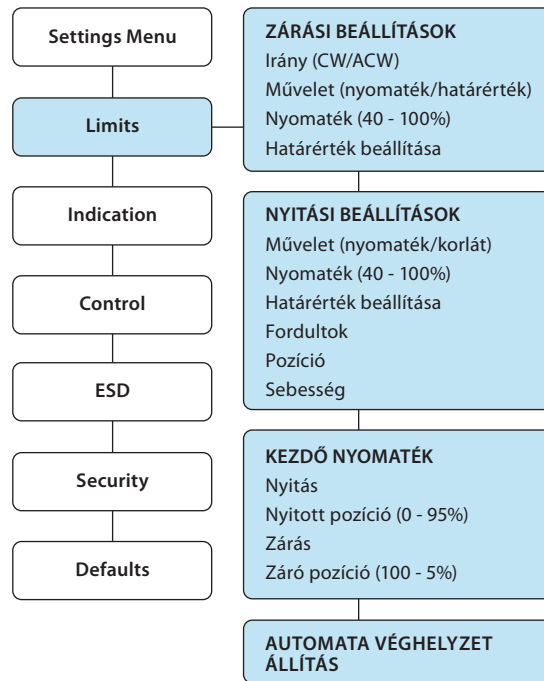 Settings Menu
Limits
Indication
Control
ESD
Security
Defaults
ZÁRÁSI BEÁLLÍTÁSOK
Irány (CW/ACW)
Művelet (nyomaték/határérték)
Nyomaték (40 - 100%)
Határérték beállítása
NYITÁSI BEÁLLÍTÁSOK
Művelet (nyomaték/korlát)
Nyomaték (40 - 100%)
Határérték beállítása
Fordultok
Pozíció
Sebesség
KEZDŐ NYOMATÉK
Nyitás
Nyitott pozíció (0 - 95%)
Zárás
Záró pozíció (100 - 5%)
AUTOMATA VÉGHELYZET
ÁLLÍTÁS